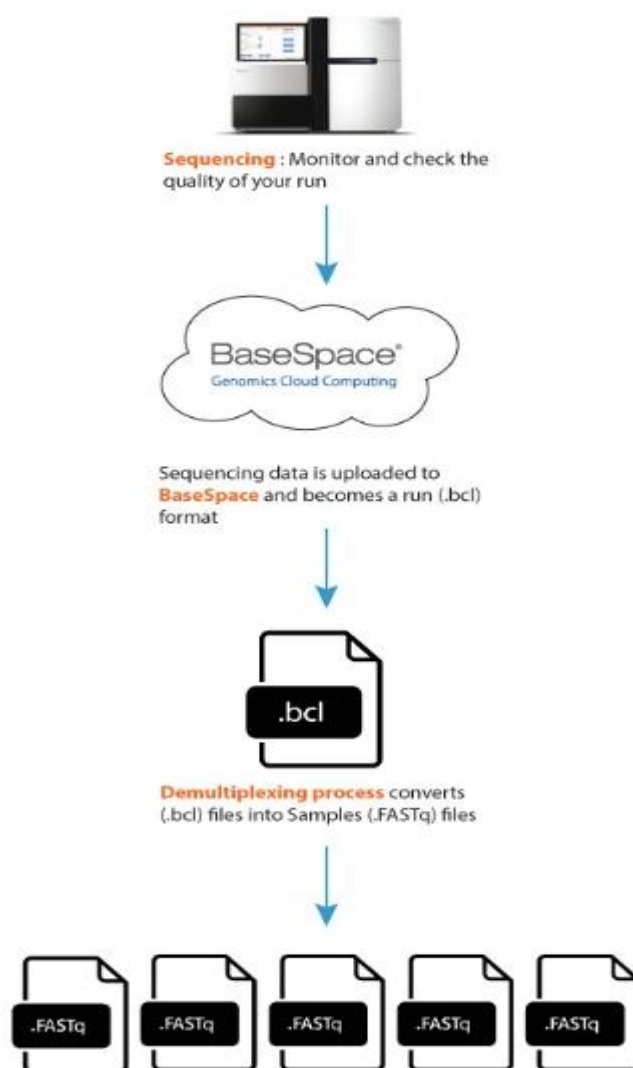 Sequencing : Monitor and check the
quality of your run
BaseSpace®
Genomics Cloud Computing
Sequencing data is uploaded to
BaseSpace and becomes a run (.bcl)
format
.bcl
Demultiplexing process converts
(.bcl) files into Samples (.FASTq) files
.FASTq .FASTq .FASTq .FASTq .FASTq